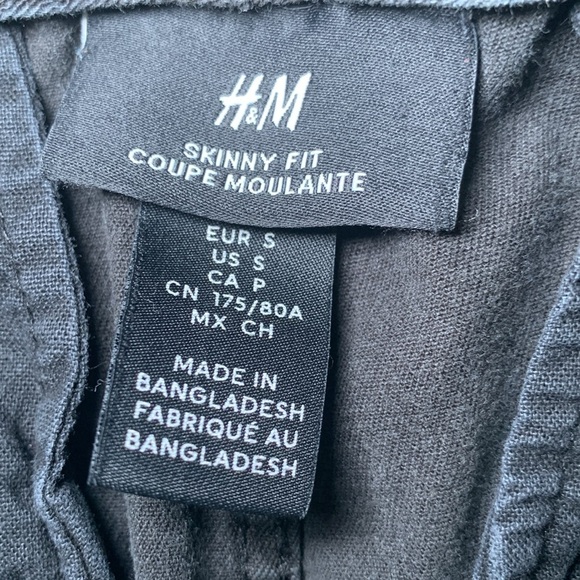 H&M
SKINNY FIT
COUPE MOULANTE
EUR S
US S
CA P
CN 175/80A
MX CH
MADE IN
BANGLADESH
FABRIQUÉ AU
BANGLADESH